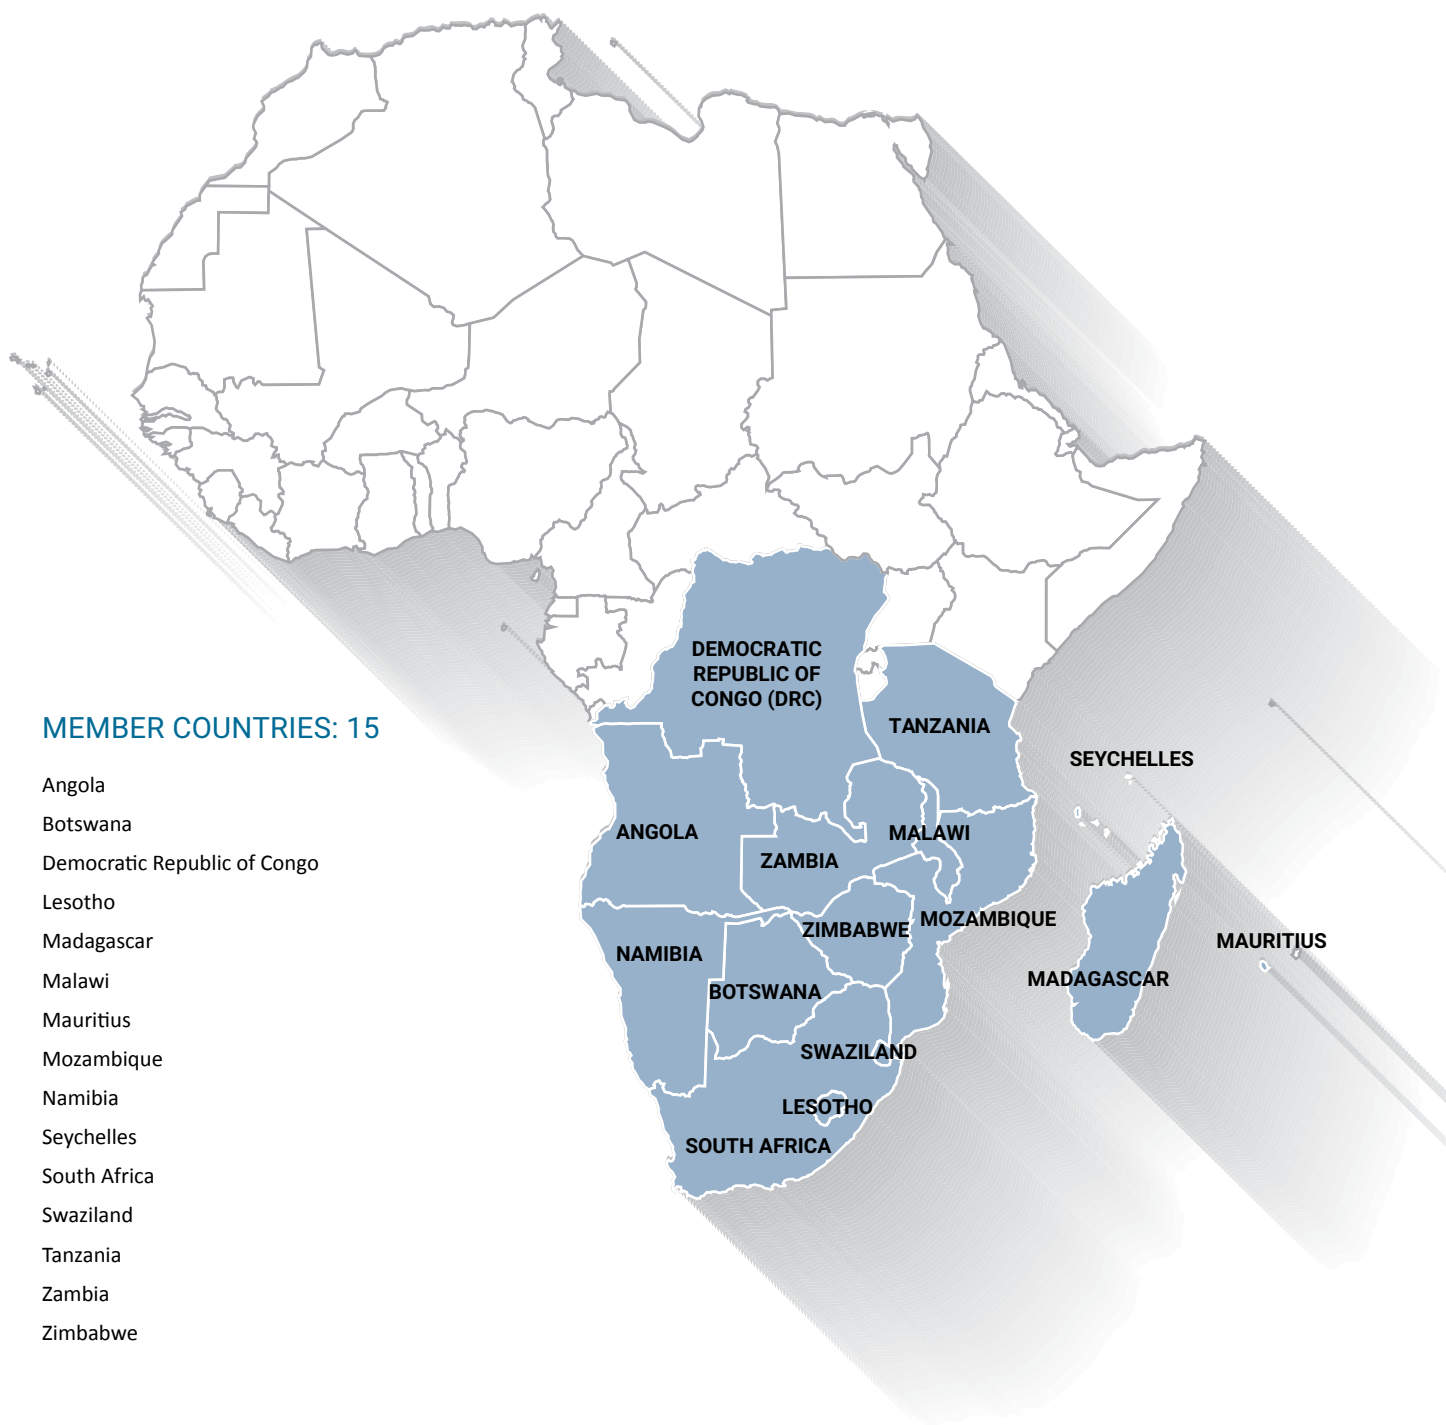 DEMOCRATIC
REPUBLIC OF
CONGO (DRC)
TANZANIA
SEYCHELLES
ANGOLA
MALAWI
ZAMBIA
MOZAMBIQUE
ZIMBABWE
MAURITIUS
NAMIBIA
MADAGASCAR
BOTSWANA
SWAZILAND
LESOTHO
SOUTH AFRICA
MEMBER COUNTRIES: 15
Angola
Botswana
Democratic Republic of Congo
Lesotho
Madagascar
Malawi
Mauritius
Mozambique
Namibia
Seychelles
South Africa
Swaziland
Tanzania
Zambia
Zimbabwe